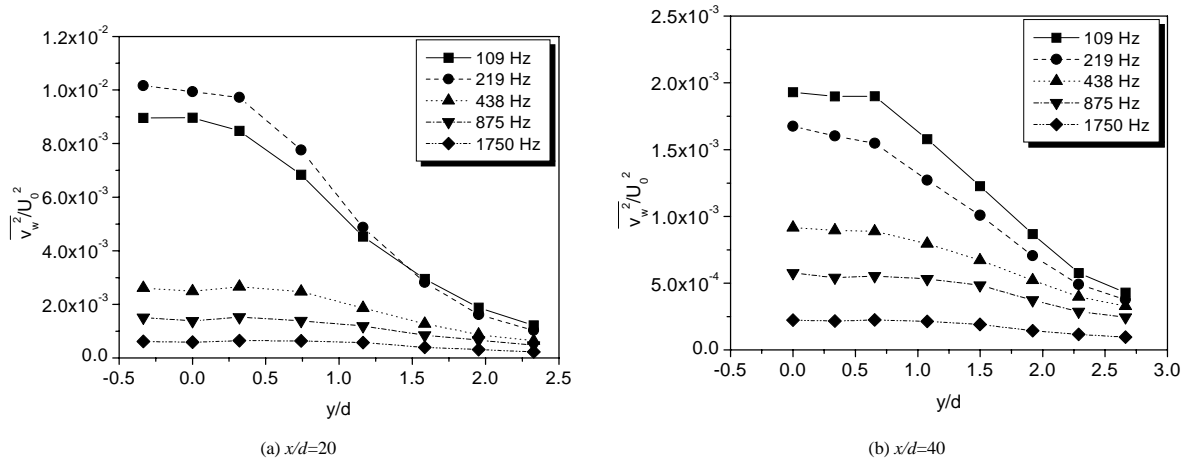 1.2x10⁻²
1.0x10⁻²
8.0x10⁻³
6.0x10⁻³
4.0x10⁻³
2.0x10⁻³
0.0
v_w²/U₀²
109 Hz
219 Hz
438 Hz
875 Hz
1750 Hz
-0.5 0.0 0.5 1.0 1.5 2.0 2.5
y/d
(a) x/d=20
2.5x10⁻³
2.0x10⁻³
1.5x10⁻³
1.0x10⁻³
5.0x10⁻⁴
0.0
v_w²/U₀²
109 Hz
219 Hz
438 Hz
875 Hz
1750 Hz
-0.5 0.0 0.5 1.0 1.5 2.0 2.5 3.0
y/d
(b) x/d=40